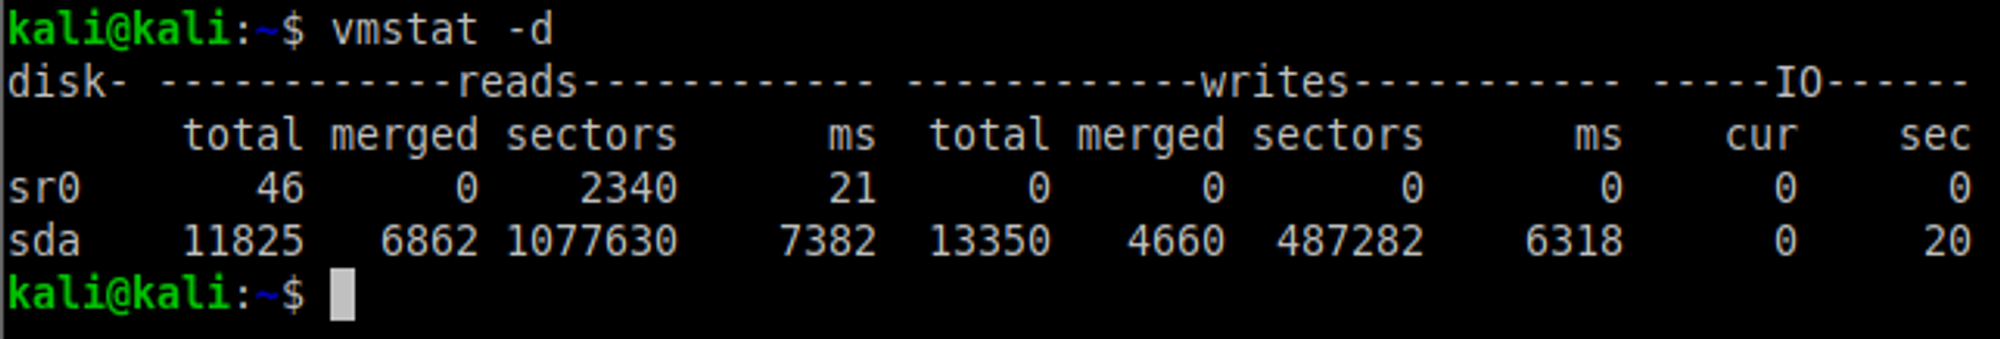 kali@kali:~$ vmstat -d
disk- ------------reads------------ ------------writes----------- -----IO------
       total merged sectors      ms  total merged sectors      ms    cur    sec
sr0       46      0    2340      21      0      0       0       0      0      0
sda    11825   6862 1077630    7382  13350   4660  487282    6318      0     20
kali@kali:~$